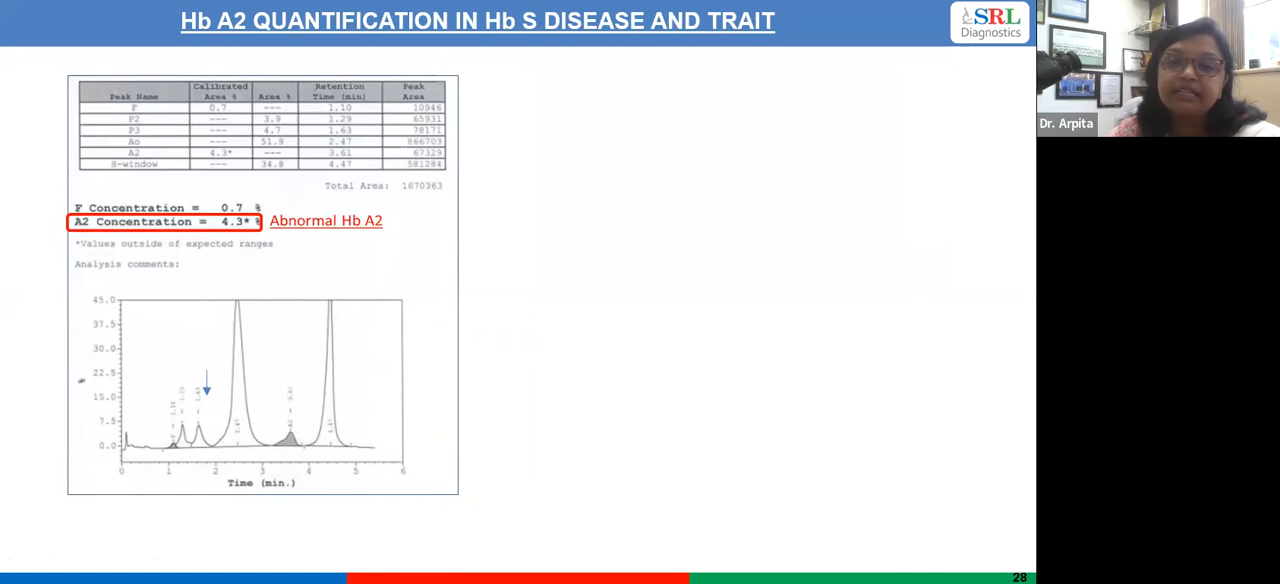 Hb A2 QUANTIFICATION IN Hb S DISEASE AND TRAIT
SRL
Diagnostics
Dr. Arpita
Peak Name Calibrated Area % Area % Retention Time (min) Peak Area
F 0.7 --- 1.10 10946
P2 --- 3.9 1.29 65931
P3 --- 4.7 1.63 78171
Ao --- 51.9 2.47 866703
A2 4.3* --- 3.61 67329
S-window --- 34.8 4.47 581284
Total Area: 1670363
F Concentration = 0.7 %
A2 Concentration = 4.3* %
Abnormal Hb A2
*Values outside of expected ranges
Analysis comments:
45.0
37.5
30.0
22.5
15.0
7.5
0.0
%
0 1 2 3 4 5 6
Time (min.)
28